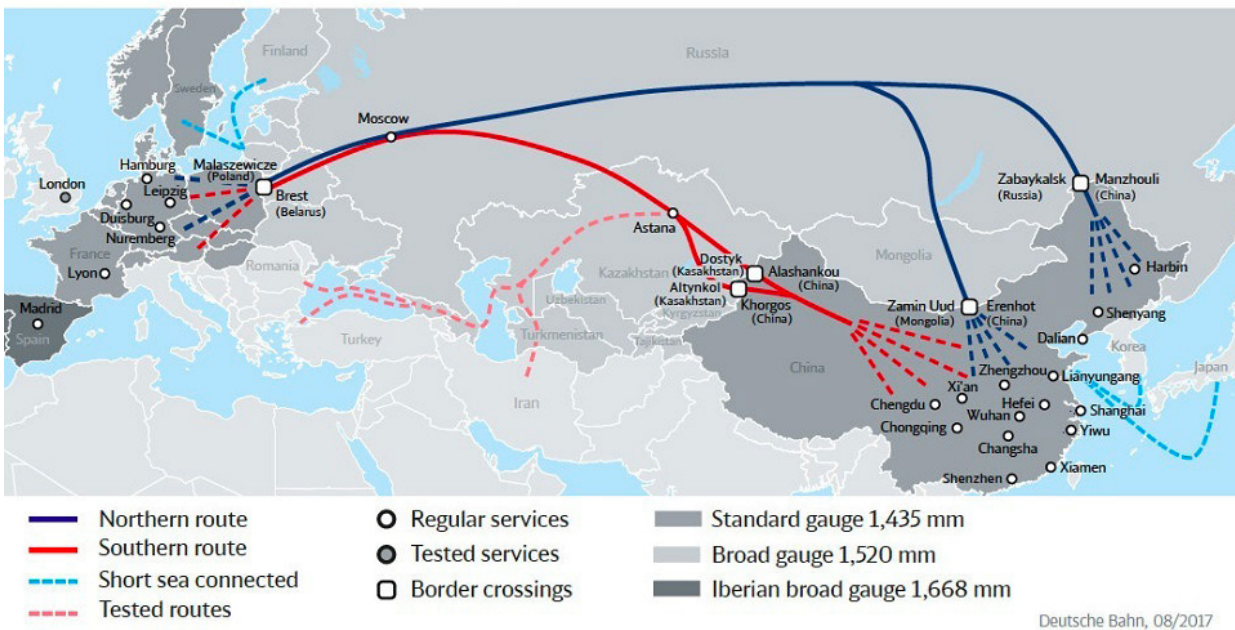 Finland
Russia
Sweden
Moscow
Hamburg
Malaszewicze
(Poland)
London
Leipzig
Brest
(Belarus)
Duisburg
Nuremberg
Zabaykalsk
(Russia)
Manzhouli
(China)
Astana
France
Lyon
Romania
Kazakhstan
Dostyk
(Kasakhstan)
Alashankou
(China)
Mongolia
Harbin
Altynkol
(Kasakhstan)
Khorgos
(China)
Madrid
Spain
Uzbekistan
Kyrgyzstan
Zamin Uud
(Mongolia)
Erenhot
(China)
Shenyang
Turkey
Turkmenistan
Tajikistan
Dalian
Korea
Japan
China
Zhengzhou
Lianyungang
Iran
Xi'an
Chengdu
Hefei
Shanghai
Wuhan
Chongqing
Yiwu
Changsha
Xiamen
Shenzhen
Northern route
Southern route
Short sea connected
Tested routes
Regular services
Tested services
Border crossings
Standard gauge 1,435 mm
Broad gauge 1,520 mm
Iberian broad gauge 1,668 mm
Deutsche Bahn, 08/2017